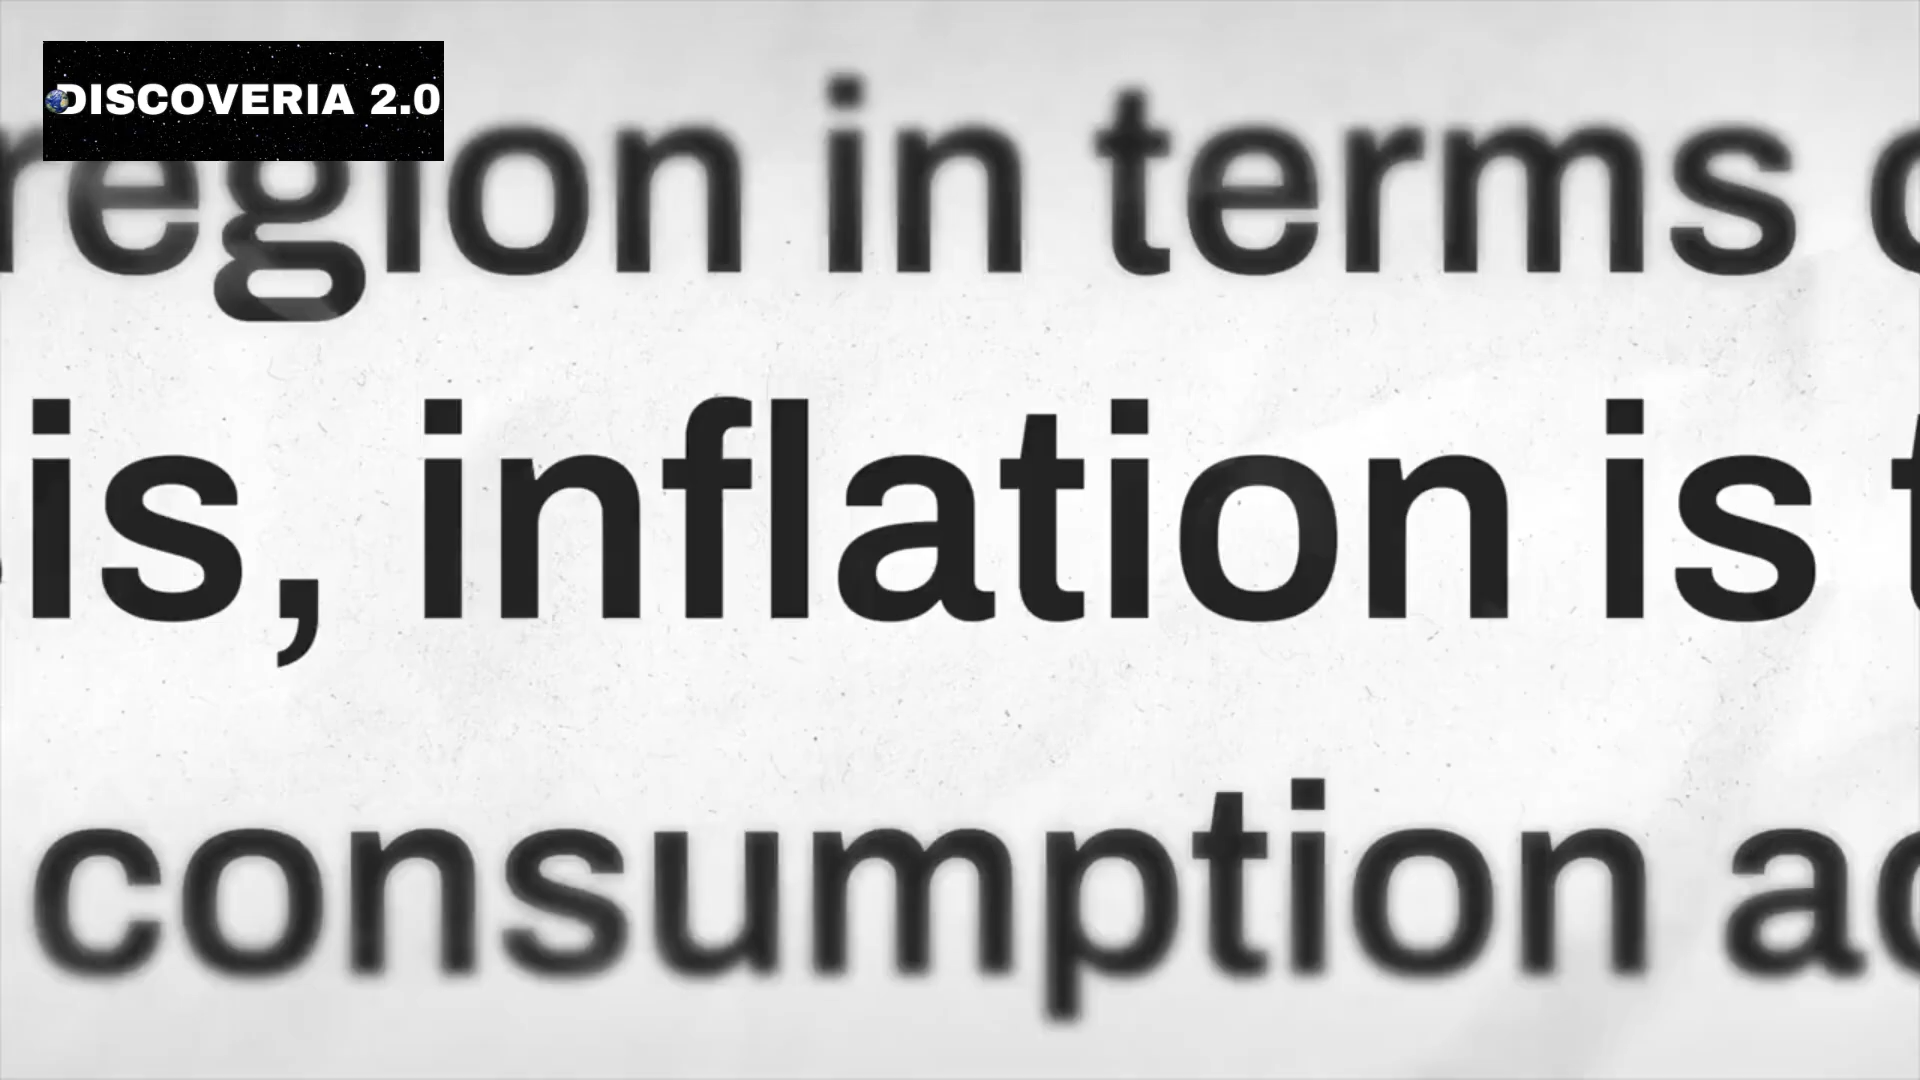 DISCOVERIA 2.0
region in terms
is, inflation is
consumption